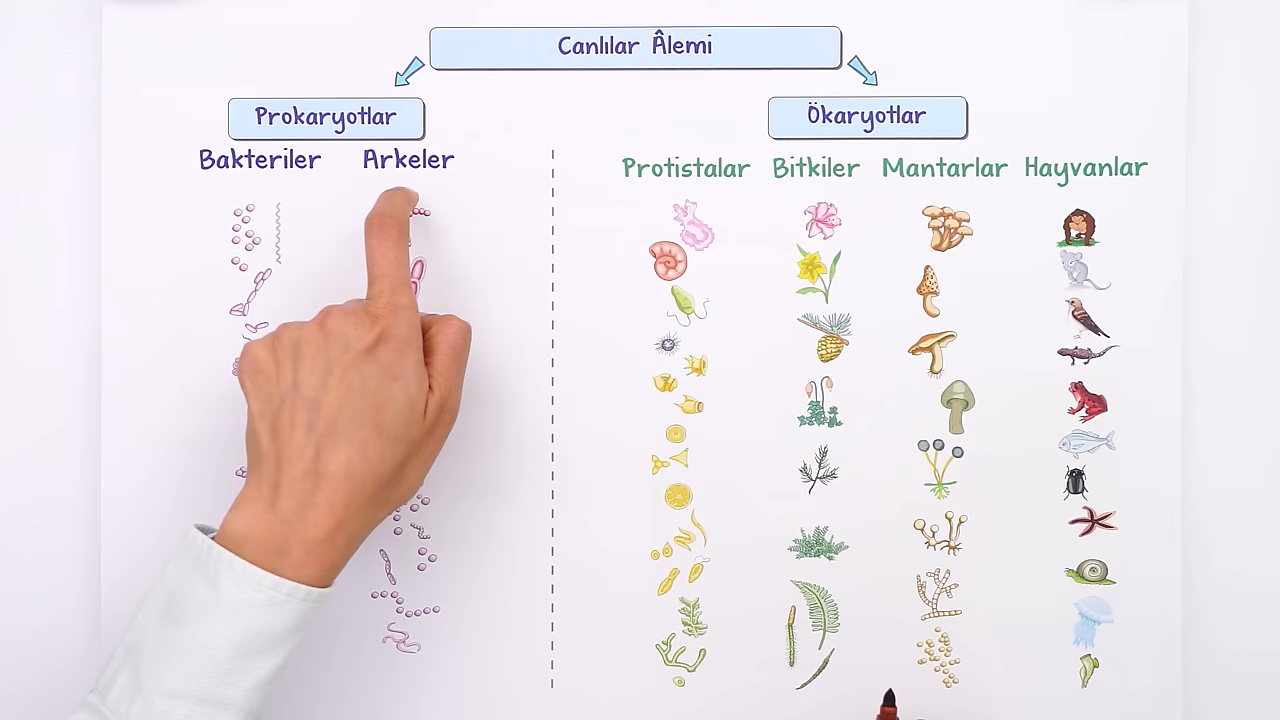 Canlılar Âlemi
Prokaryotlar
Ökaryotlar
Bakteriler Arkeler
Protistalar Bitkiler Mantarlar Hayvanlar